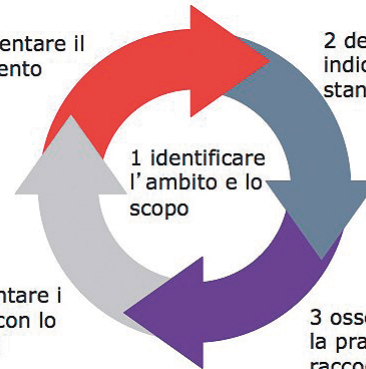 entare il
ento
2 de
indic
stan
1 identificare
l'ambito e lo
scopo
ntare i
con lo
3 osse
la pra
racco